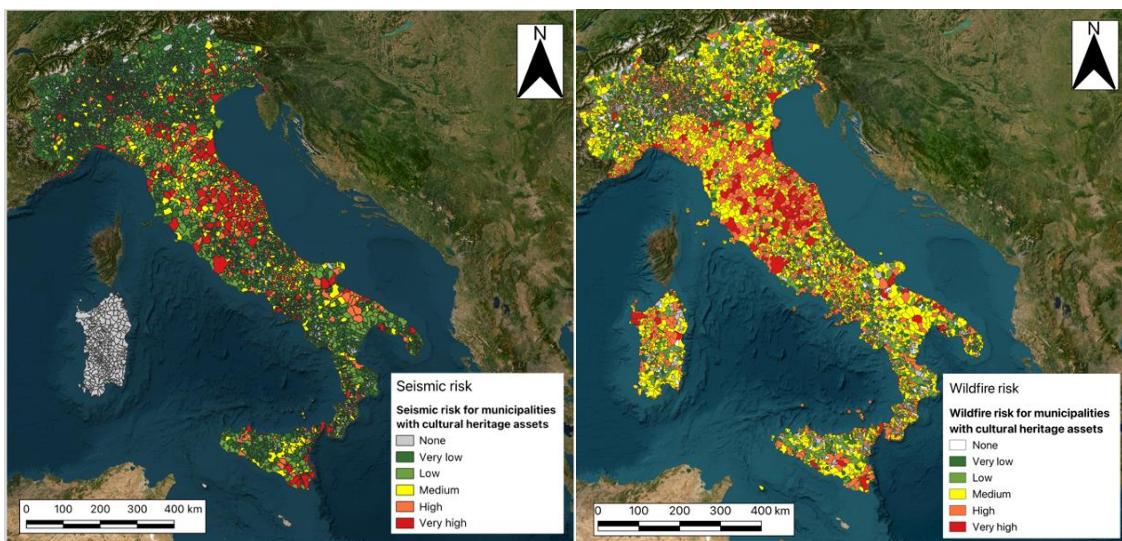 N
Seismic risk
Seismic risk for municipalities
with cultural heritage assets
None
Very low
Low
Medium
High
Very high
0 100 200 300 400 km
N
Wildfire risk
Wildfire risk for municipalities
with cultural heritage assets
None
Very low
Low
Medium
High
Very high
0 100 200 300 400 km